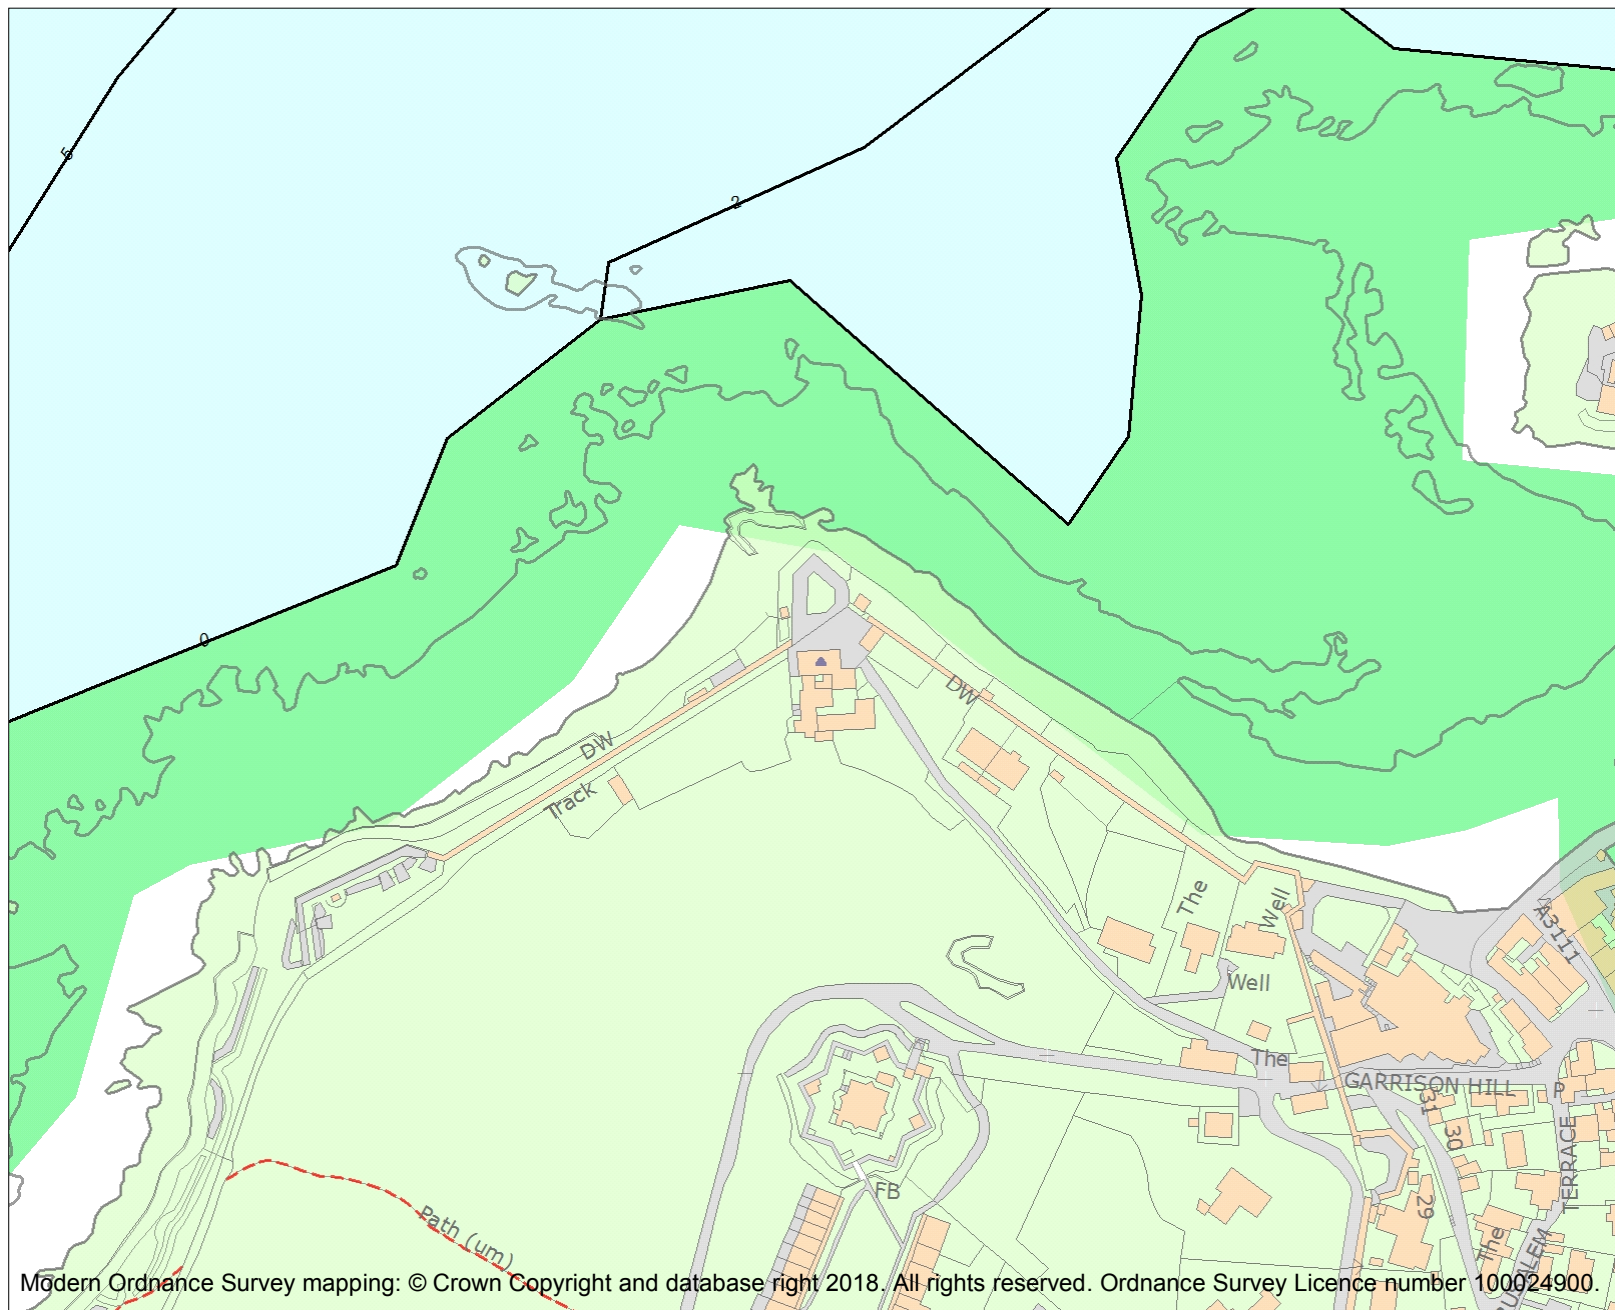 5
2
0
DW
DW
Track
The
Well
A3111
Well
The
GARRISON HILL
P
31
30
TERRACE
FB
29
Path (um)
The
Modern Ordnance Survey mapping: © Crown Copyright and database right 2018. All rights reserved. Ordnance Survey Licence number 100024900.